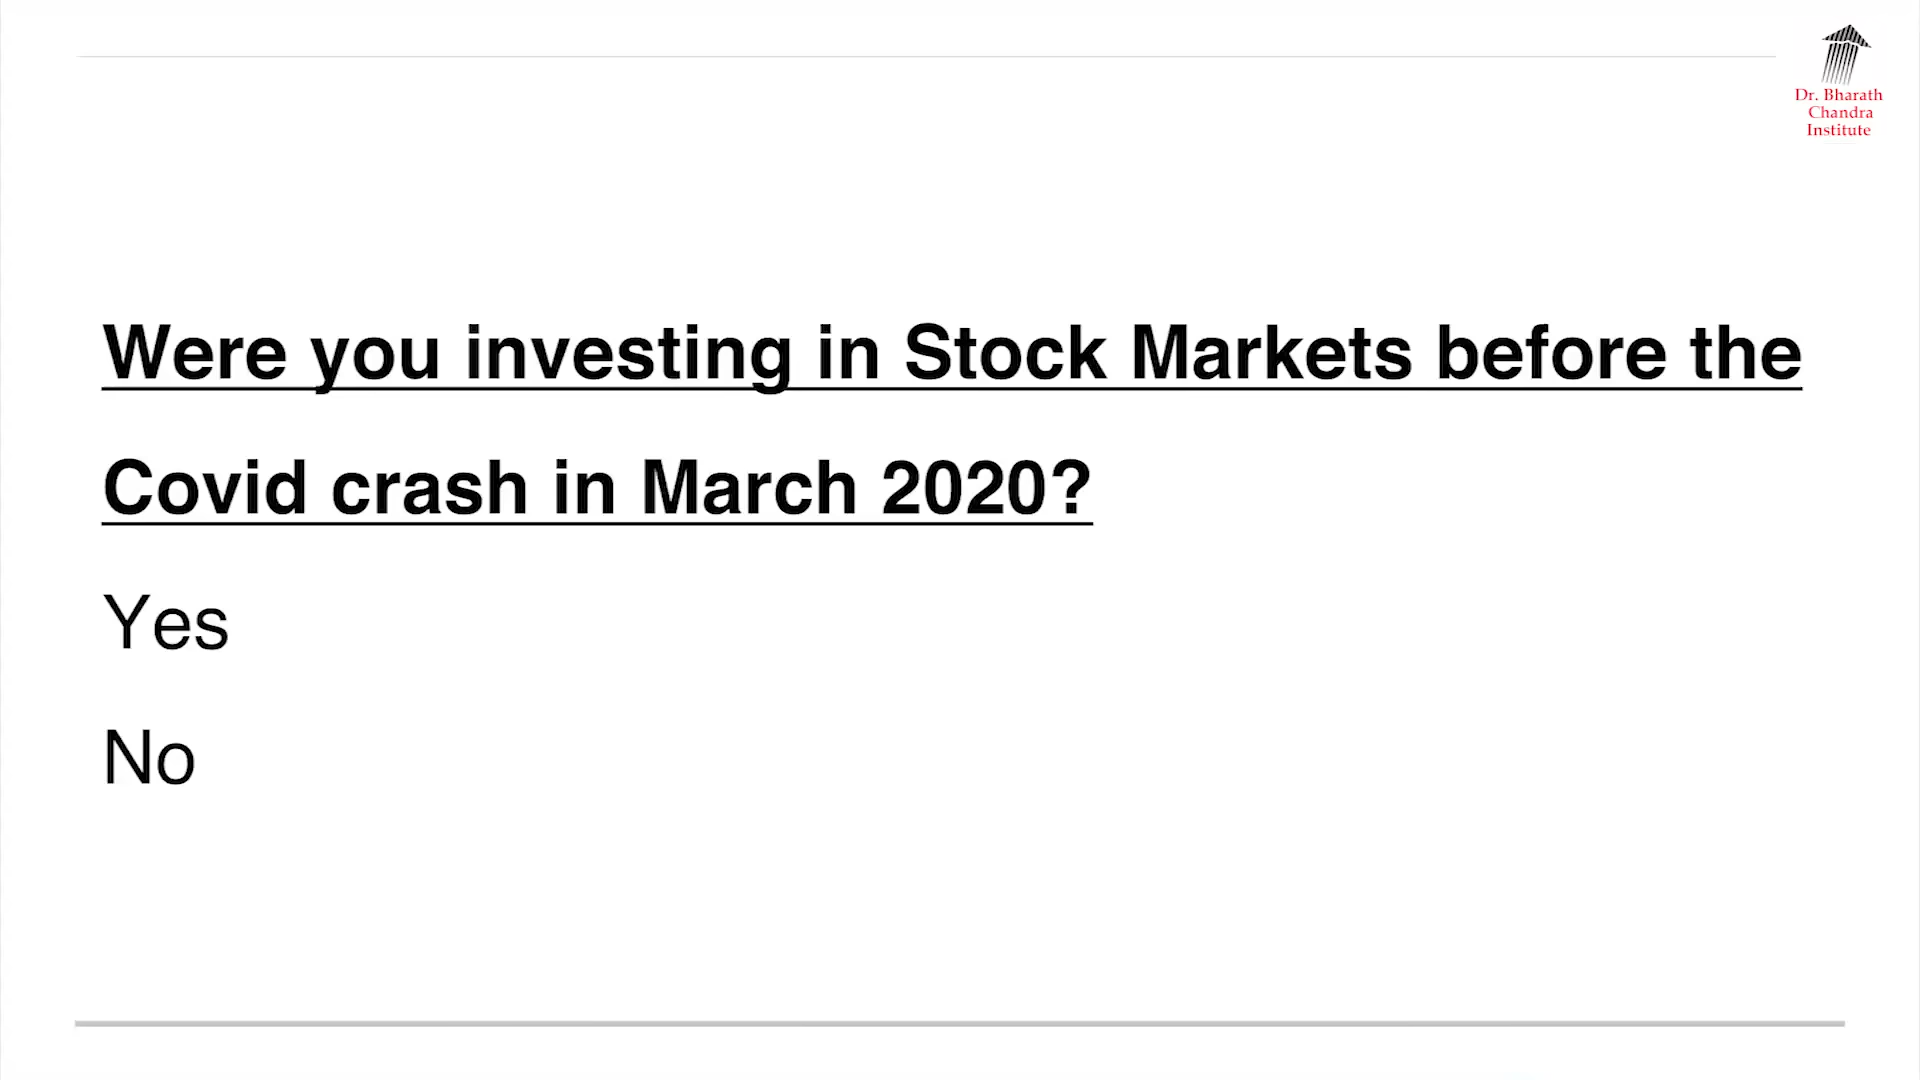 Dr. Bharath
Chandra
Institute
Were you investing in Stock Markets before the
Covid crash in March 2020?
Yes
No